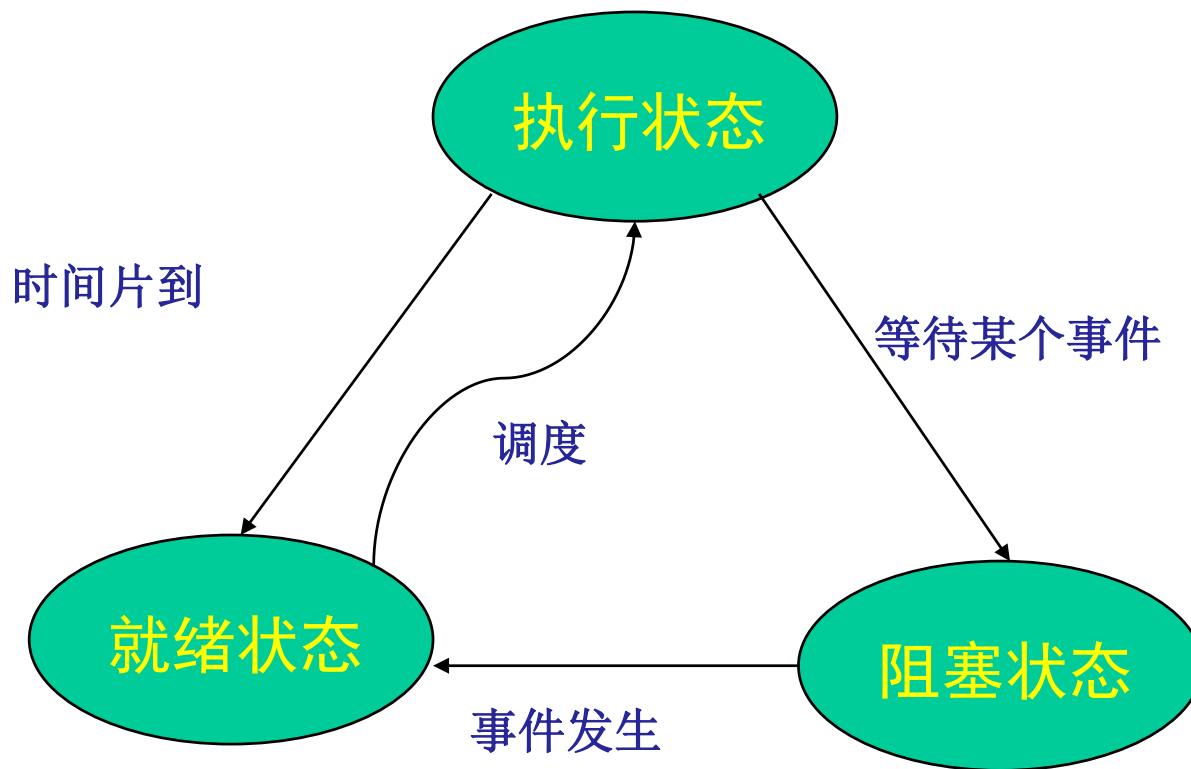 执行状态
时间片到
等待某个事件
调度
就绪状态
阻塞状态
事件发生